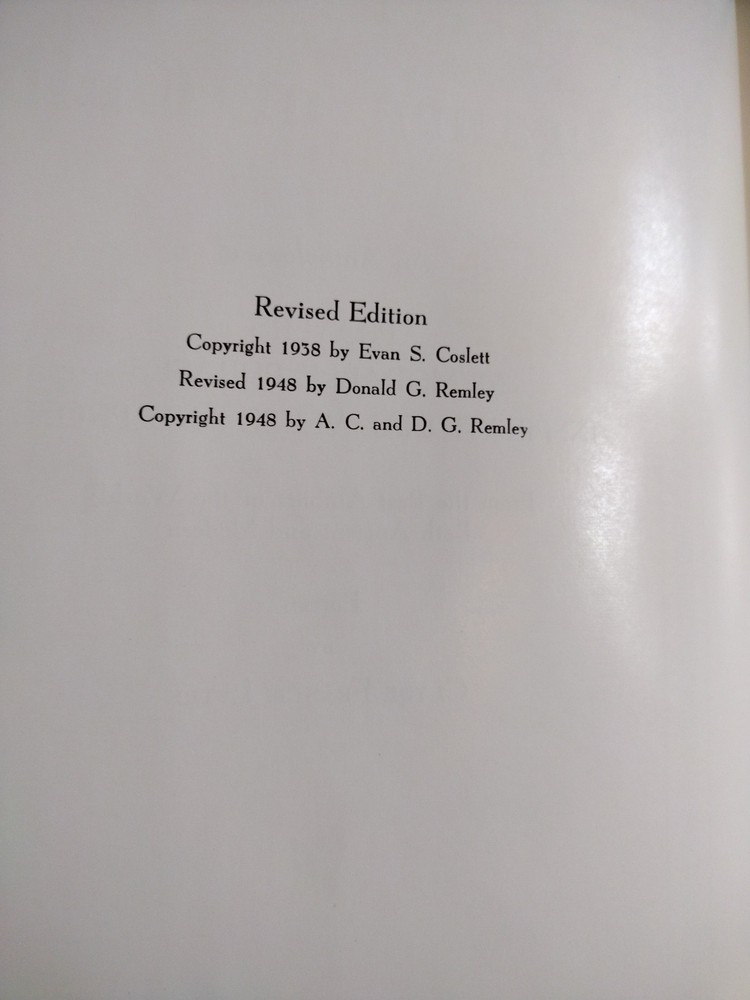 Revised Edition
Copyright 1938 by Evan S. Coslett
Revised 1948 by Donald G. Remley
Copyright 1948 by A. C. and D. G. Remley